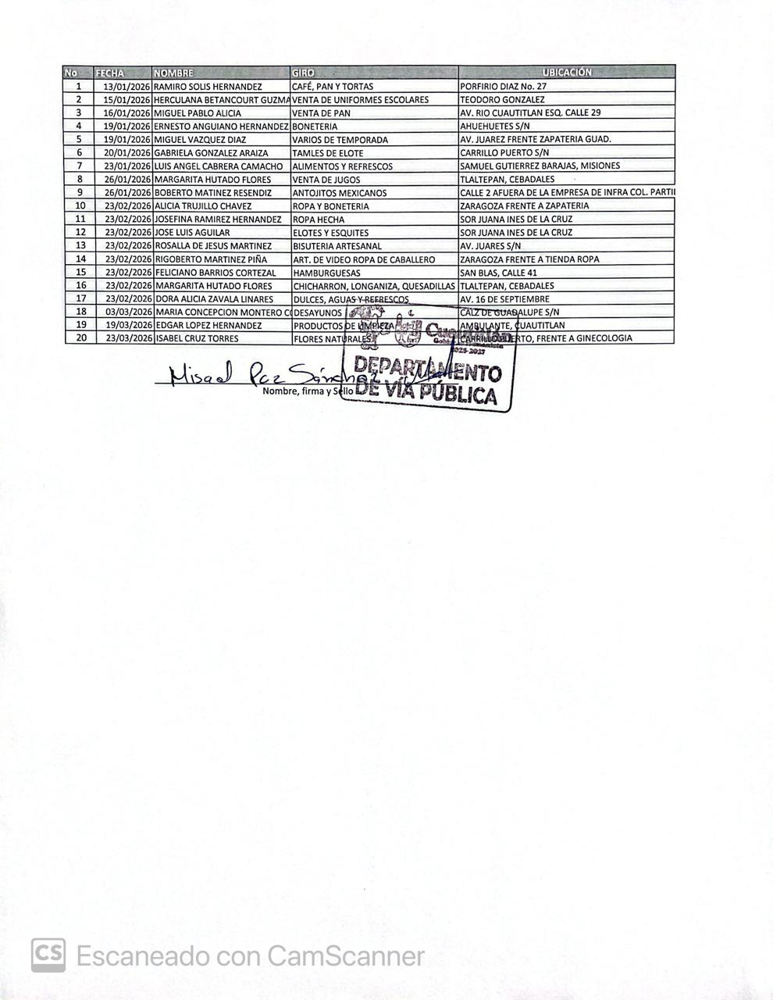 No FECHA NOMBRE GIRO UBICACIÓN
1 13/01/2026 RAMIRO SOLIS HERNANDEZ CAFÉ, PAN Y TORTAS PORFIRIO DIAZ No. 27
2 15/01/2026 HERCULANA BETANCOURT GUZMA VENTA DE UNIFORMES ESCOLARES TEODORO GONZALEZ
3 16/01/2026 MIGUEL PABLO ALICIA VENTA DE PAN AV. RIO CUAUTITLAN ESQ. CALLE 29
4 19/01/2026 ERNESTO ANGUIANO HERNANDEZ BONETERIA AHUEHUETES S/N
5 19/01/2026 MIGUEL VAZQUEZ DIAZ VARIOS DE TEMPORADA AV. JUAREZ FRENTE ZAPATERIA GUAD.
6 20/01/2026 GABRIELA GONZALEZ ARAIZA TAMLES DE ELOTE CARRILLO PUERTO S/N
7 23/01/2026 LUIS ANGEL CABRERA CAMACHO ALIMENTOS Y REFRESCOS SAMUEL GUTIERREZ BARAJAS, MISIONES
8 26/01/2026 MARGARITA HUTADO FLORES VENTA DE JUGOS TLALTEPAN, CEBADALES
9 26/01/2026 BOBERTO MATINEZ RESENDIZ ANTOJITOS MEXICANOS CALLE 2 AFUERA DE LA EMPRESA DE INFRA COL. PARTII
10 23/02/2026 ALICIA TRUJILLO CHAVEZ ROPA Y BONETERIA ZARAGOZA FRENTE A ZAPATERIA
11 23/02/2026 JOSEFINA RAMIREZ HERNANDEZ ROPA HECHA SOR JUANA INES DE LA CRUZ
12 23/02/2026 JOSE LUIS AGUILAR ELOTES Y ESQUITES SOR JUANA INES DE LA CRUZ
13 23/02/2026 ROSALLA DE JESUS MARTINEZ BISUTERIA ARTESANAL AV. JUARES S/N
14 23/02/2026 RIGOBERTO MARTINEZ PIÑA ART. DE VIDEO ROPA DE CABALLERO ZARAGOZA FRENTE A TIENDA ROPA
15 23/02/2026 FELICIANO BARRIOS CORTEZAL HAMBURGUESAS SAN BLAS, CALLE 41
16 23/02/2026 MARGARITA HUTADO FLORES CHICHARRON, LONGANIZA, QUESADILLAS TLALTEPAN, CEBADALES
17 23/02/2026 DORA ALICIA ZAVALA LINARES DULCES, AGUAS Y REFRESCOS AV. 16 DE SEPTIEMBRE
18 03/03/2026 MARIA CONCEPCION MONTERO C DESAYUNOS CALZ DE GUADALUPE S/N
19 19/03/2026 EDGAR LOPEZ HERNANDEZ PRODUCTOS DE LIMPIEZA AMBULANTE, CUAUTITLAN
20 23/03/2026 ISABEL CRUZ TORRES FLORES NATURALES CARRILLO PUERTO, FRENTE A GINECOLOGIA
Cuautitlán
2025-2027
DEPARTAMENTO
DE VÍA PÚBLICA
Misael Paz Sánchez
Nombre, firma y Sello
CS Escaneado con CamScanner